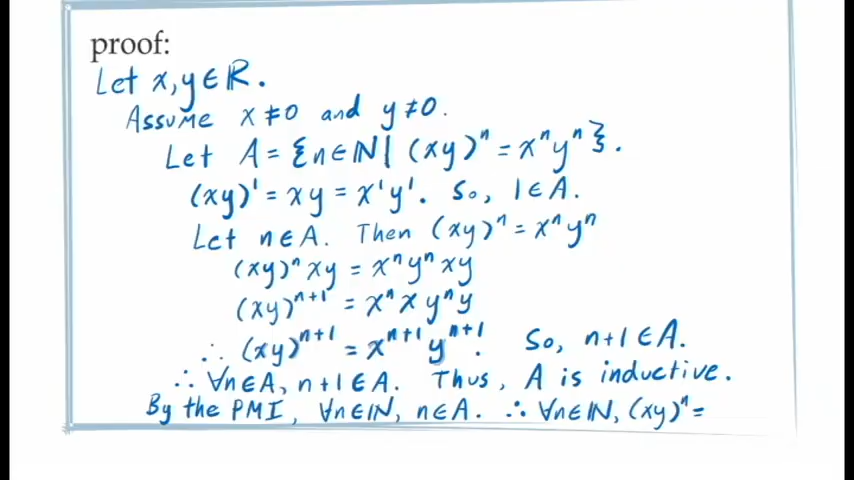 proof:
Let x,y∈ℝ.
Assume x≠0 and y≠0.
Let A={n∈ℕ| (xy)ⁿ=xⁿyⁿ}.
(xy)¹=xy=x¹y¹. So, 1∈A.
Let n∈A. Then (xy)ⁿ=xⁿyⁿ
(xy)ⁿxy=xⁿyⁿxy
(xy)ⁿ⁺¹=xⁿxyⁿy
∴ (xy)ⁿ⁺¹=xⁿ⁺¹yⁿ⁺¹. So, n+1∈A.
∴ ∀n∈A, n+1∈A. Thus, A is inductive.
By the PMI, ∀n∈ℕ, n∈A. ∴ ∀n∈ℕ, (xy)ⁿ=